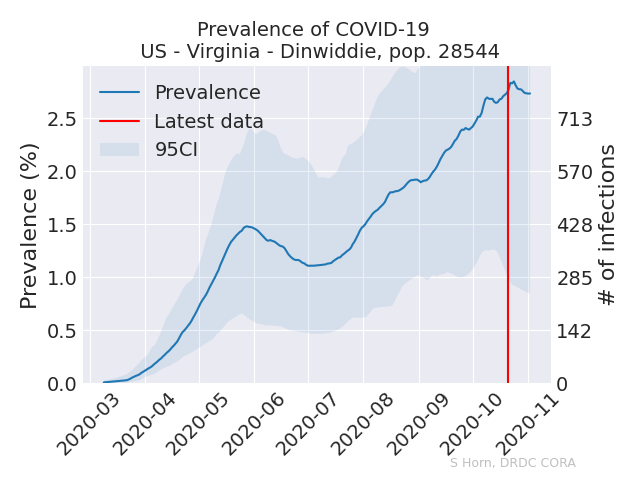 Prevalence of COVID-19
US - Virginia - Dinwiddie, pop. 28544
Prevalence
Latest data
95CI
Prevalence (%)
2.5
2.0
1.5
1.0
0.5
0.0
713
570
428
285
142
0
# of infections
2020-03
2020-04
2020-05
2020-06
2020-07
2020-08
2020-09
2020-10
2020-11
S Horn, DRDC CORA